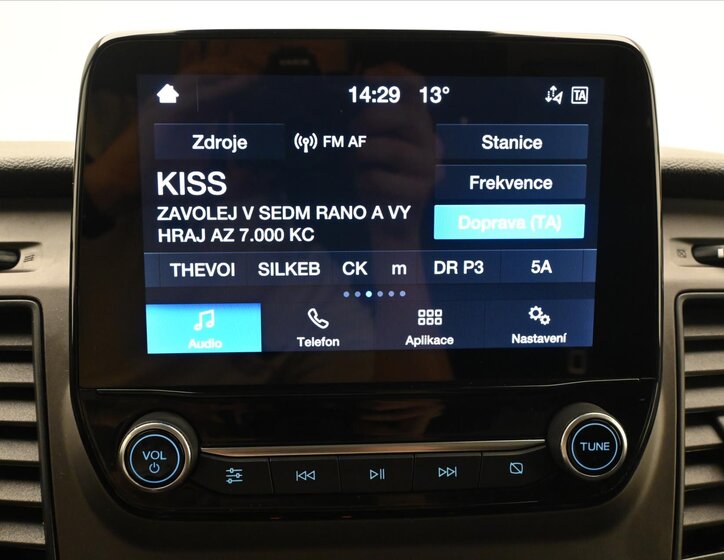 14:29 13° TA
Zdroje FM AF Stanice
KISS Frekvence
ZAVOLEJ V SEDM RANO A VY
HRAJ AZ 7.000 KC
Doprava (TA)
THEVOI SILKEB CK m DR P3 5A
Audio Telefon Aplikace Nastavení
VOL TUNE